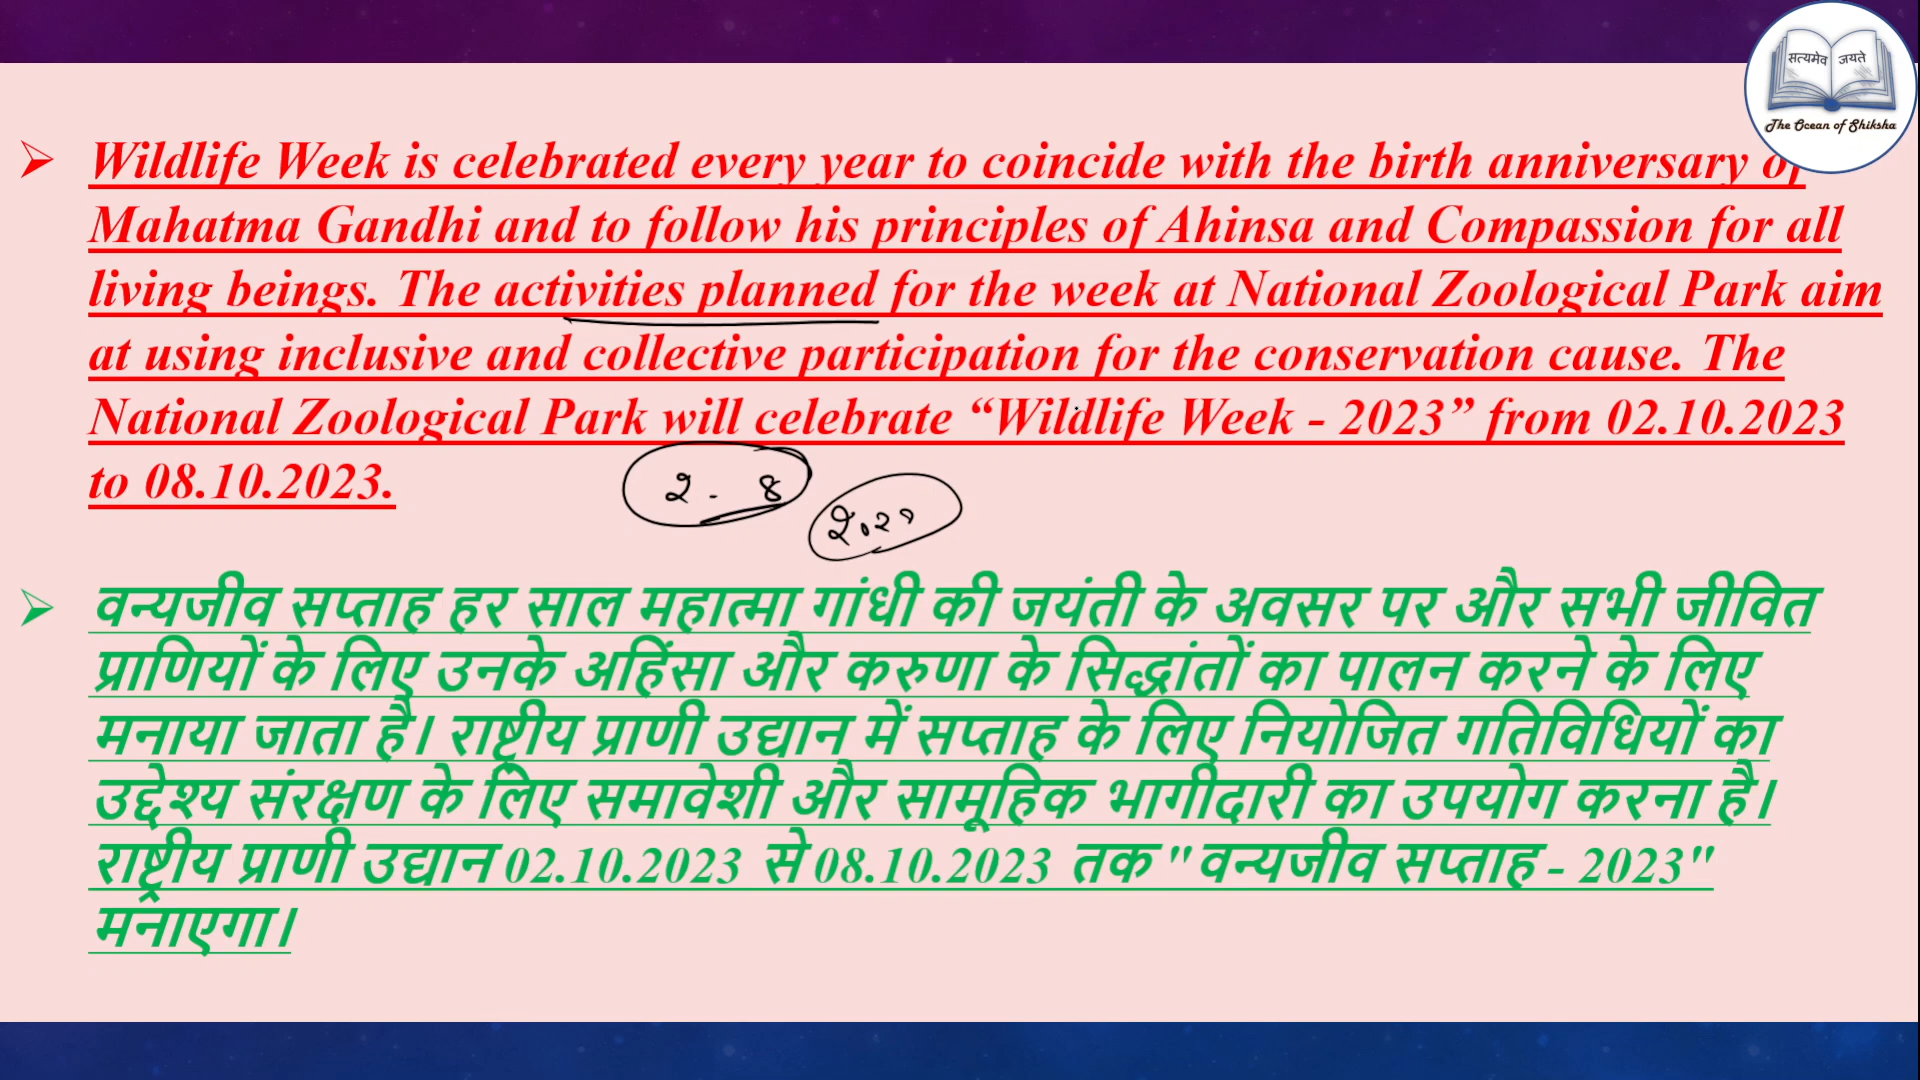 सत्यमेव जयते
The Ocean of Shiksha
Wildlife Week is celebrated every year to coincide with the birth anniversary of
Mahatma Gandhi and to follow his principles of Ahinsa and Compassion for all
living beings. The activities planned for the week at National Zoological Park aim
at using inclusive and collective participation for the conservation cause. The
National Zoological Park will celebrate “Wildlife Week - 2023” from 02.10.2023
to 08.10.2023.
2 - 8
वन्यजीव सप्ताह हर साल महात्मा गांधी की जयंती के अवसर पर और सभी जीवित
प्राणियों के लिए उनके अहिंसा और करुणा के सिद्धांतों का पालन करने के लिए
मनाया जाता है। राष्ट्रीय प्राणी उद्यान में सप्ताह के लिए नियोजित गतिविधियों का
उद्देश्य संरक्षण के लिए समावेशी और सामूहिक भागीदारी का उपयोग करना है।
राष्ट्रीय प्राणी उद्यान 02.10.2023 से 08.10.2023 तक " वन्यजीव सप्ताह - 2023"
मनाएगा।